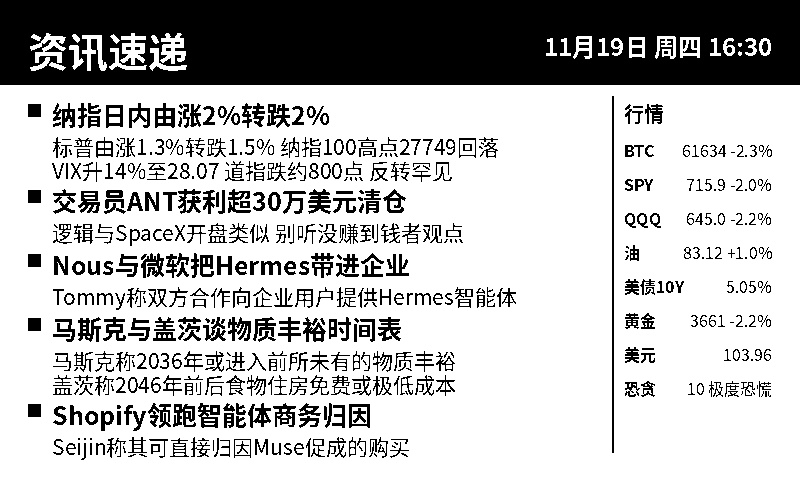 资讯速递
11月19日 周四 16:30
纳指日内由涨2%转跌2%
标普由涨1.3%转跌1.5% 纳指100高点27749回落
VIX升14%至28.07 道指跌约800点 反转罕见
交易员ANT获利超30万美元清仓
逻辑与SpaceX开盘类似 别听没赚到钱者观点
Nous与微软把Hermes带进企业
Tommy称双方合作向企业用户提供Hermes智能体
马斯克与盖茨谈物质丰裕时间表
马斯克称2036年或进入前所未有的物质丰裕
盖茨称2046年前后食物住房免费或极低成本
Shopify领跑智能体商务归因
Seijin称其可直接归因Muse促成的购买
行情
BTC 61634 -2.3%
SPY 715.9 -2.0%
QQQ 645.0 -2.2%
油 83.12 +1.0%
美债10Y 5.05%
黄金 3661 -2.2%
美元 103.96
恐贪 10 极度恐慌